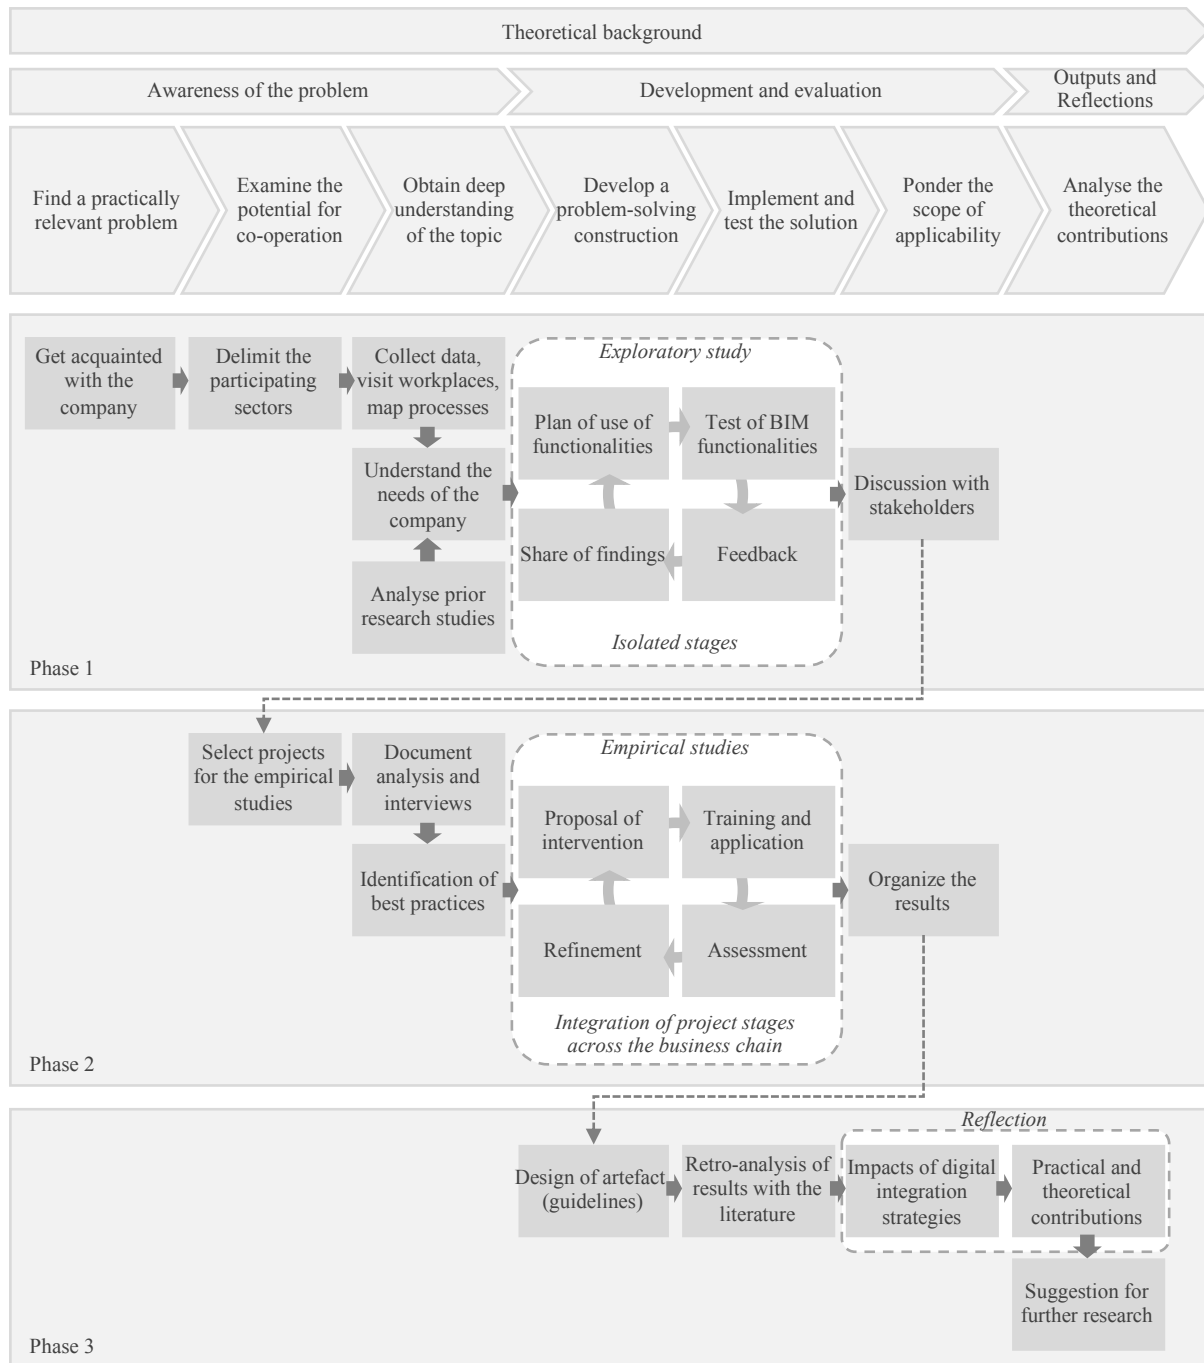 Theoretical background
Awareness of the problem
Development and evaluation
Outputs and
Reflections
Find a practically
relevant problem
Examine the
potential for
co-operation
Obtain deep
understanding
of the topic
Develop a
problem-solving
construction
Implement and
test the solution
Ponder the
scope of
applicability
Analyse the
theoretical
contributions
Get acquainted
with the
company
Delimit the
participating
sectors
Collect data,
visit workplaces,
map processes
Understand the
needs of the
company
Analyse prior
research studies
Exploratory study
Plan of use of
functionalities
Test of BIM
functionalities
Share of findings
Feedback
Isolated stages
Discussion with
stakeholders
Phase 1
Select projects
for the empirical
studies
Document
analysis and
interviews
Identification of
best practices
Empirical studies
Proposal of
intervention
Training and
application
Refinement
Assessment
Integration of project stages
across the business chain
Organize the
results
Phase 2
Design of artefact
(guidelines)
Retro-analysis of
results with the
literature
Reflection
Impacts of digital
integration
strategies
Practical and
theoretical
contributions
Suggestion for
further research
Phase 3